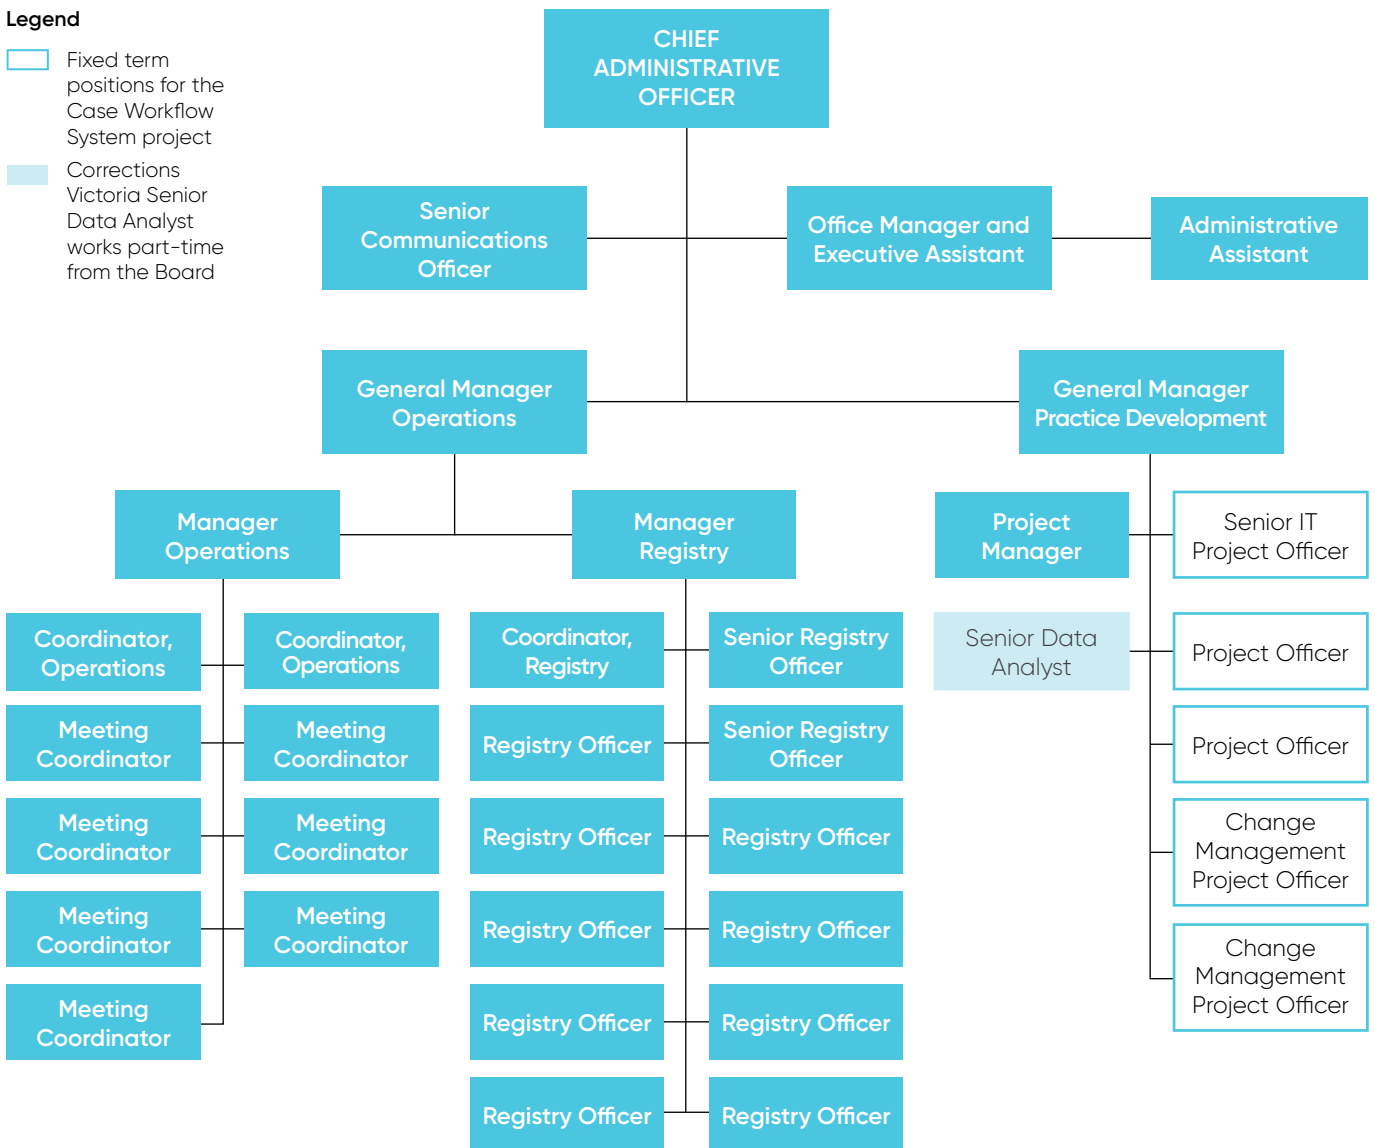 Legend
Fixed term
positions for the
Case Workflow
System project
Corrections
Victoria Senior
Data Analyst
works part-time
from the Board
CHIEF
ADMINISTRATIVE
OFFICER
Senior
Communications
Officer
Office Manager and
Executive Assistant
Administrative
Assistant
General Manager
Operations
General Manager
Practice Development
Manager
Operations
Manager
Registry
Project
Manager
Senior IT
Project Officer
Coordinator,
Operations
Coordinator,
Operations
Meeting
Coordinator
Meeting
Coordinator
Meeting
Coordinator
Meeting
Coordinator
Meeting
Coordinator
Meeting
Coordinator
Meeting
Coordinator
Coordinator,
Registry
Senior Registry
Officer
Registry Officer
Senior Registry
Officer
Registry Officer
Registry Officer
Registry Officer
Registry Officer
Registry Officer
Registry Officer
Registry Officer
Registry Officer
Senior Data
Analyst
Project Officer
Project Officer
Change
Management
Project Officer
Change
Management
Project Officer